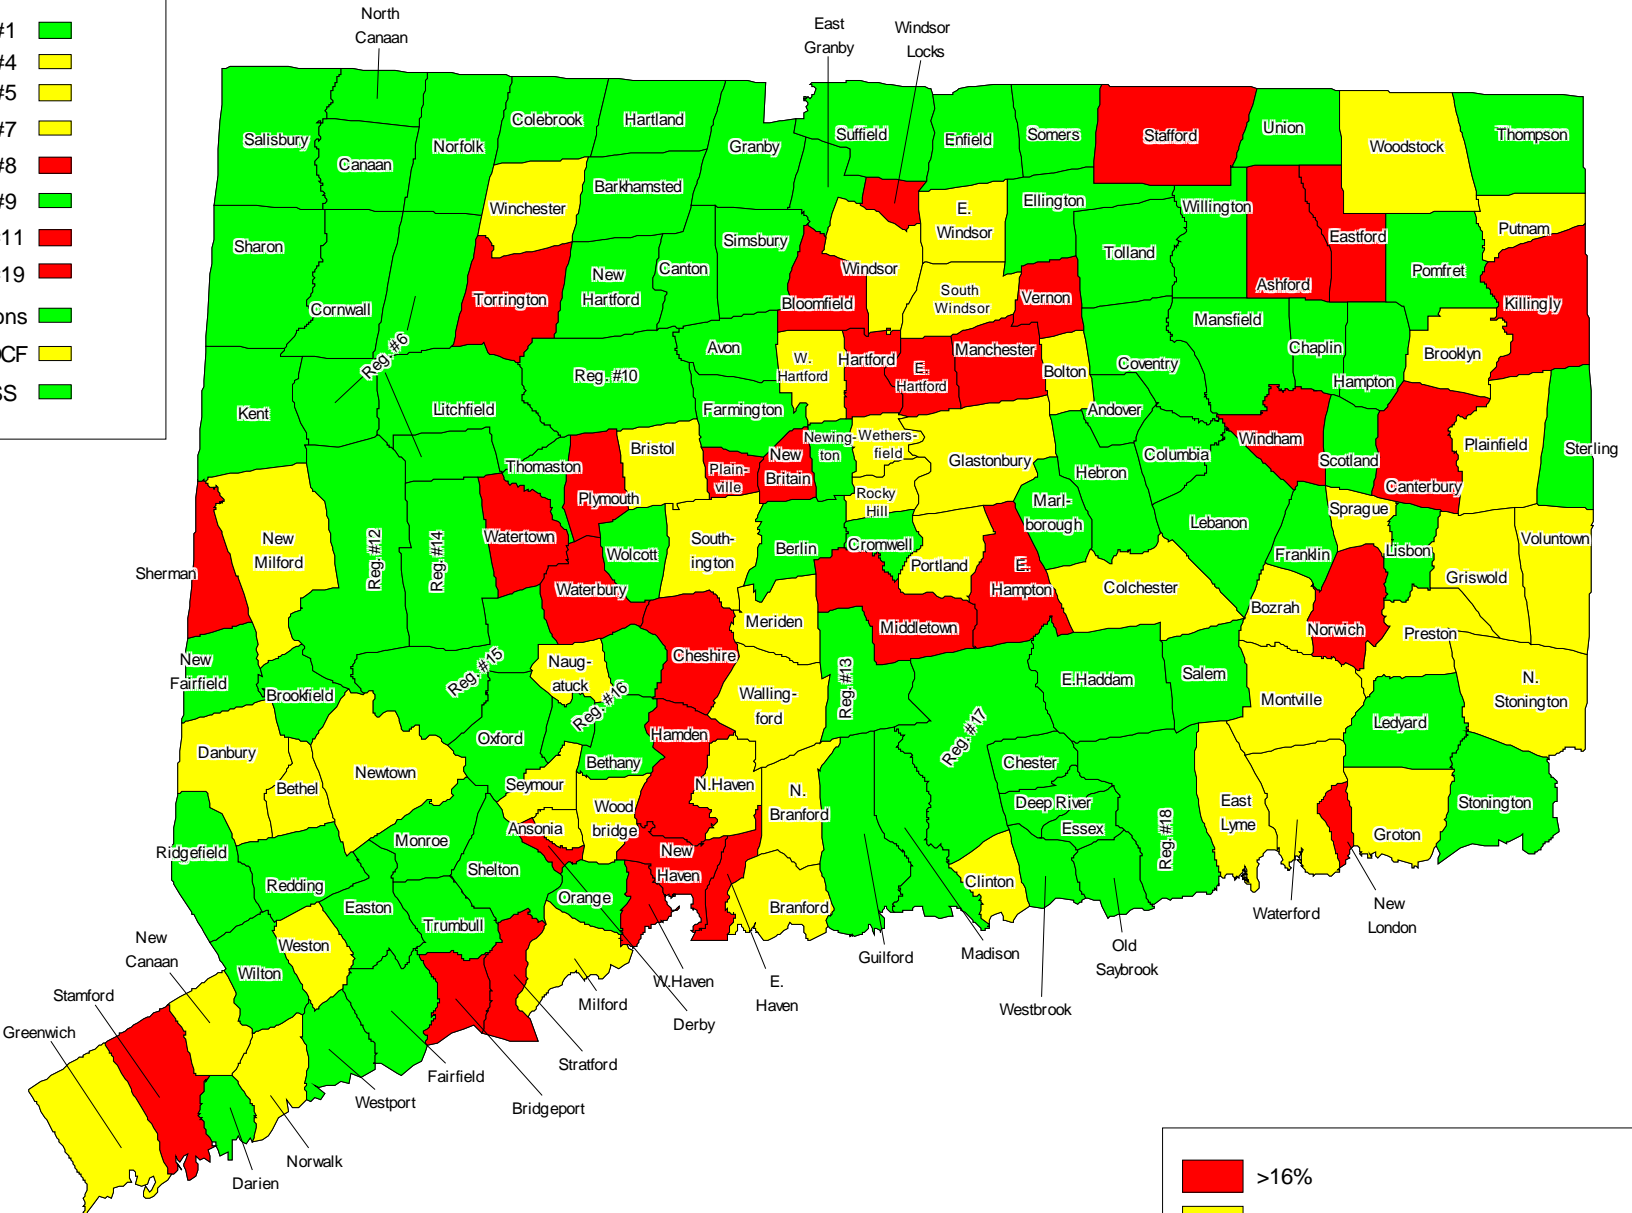 #1
#4
#5
#7
#8
#9
#19
North
Canaan
East
Granby
Windsor
Locks
Salisbury
Canaan
Norfolk
Colebrook
Hartland
Granby
Suffield
Enfield
Somers
Stafford
Union
Woodstock
Thompson
Winchester
Barkhamsted
E.
Windsor
Ellington
Willington
Eastford
Putnam
Sharon
Cornwall
Torrington
New
Hartford
Canton
Simsbury
Bloomfield
Windsor
South
Windsor
Vernon
Tolland
Ashford
Pomfret
Killingly
Reg. #6
Reg. #10
Avon
W.
Hartford
Hartford
E.
Hartford
Manchester
Bolton
Coventry
Mansfield
Chaplin
Hampton
Brooklyn
Kent
Litchfield
Farmington
Andover
Thomaston
Bristol
Plain-
ville
New
Britain
Newing-
ton
Wethers-
field
Glastonbury
Hebron
Columbia
Windham
Scotland
Canterbury
Plainfield
Sterling
Plymouth
Rocky
Hill
Marl-
borough
Lebanon
Sprague
New
Milford
Reg. #12
Reg. #14
Watertown
Wolcott
South-
ington
Berlin
Cromwell
Portland
E.
Hampton
Colchester
Franklin
Lisbon
Griswold
Voluntown
Sherman
Waterbury
Meriden
Middletown
Bozrah
Norwich
Preston
New
Fairfield
Brookfield
Reg. #15
Naug-
atuck
Reg. #16
Cheshire
Walling-
ford
Reg. #13
Reg. #17
E.Haddam
Salem
Montville
Ledyard
N.
Stonington
Danbury
Bethel
Newtown
Oxford
Seymour
Bethany
Hamden
N.Haven
N.
Branford
Chester
Deep River
Essex
Reg. #18
East
Lyme
Groton
Stonington
Ridgefield
Redding
Monroe
Shelton
Ansonia
Wood
bridge
New
Haven
Orange
Branford
Clinton
Easton
Trumbull
Weston
Wilton
New
Canaan
Stamford
Greenwich
Darien
Norwalk
Westport
Fairfield
Bridgeport
Stratford
Milford
Derby
W.Haven
E.
Haven
Guilford
Madison
Westbrook
Old
Saybrook
Waterford
New
London
>16%